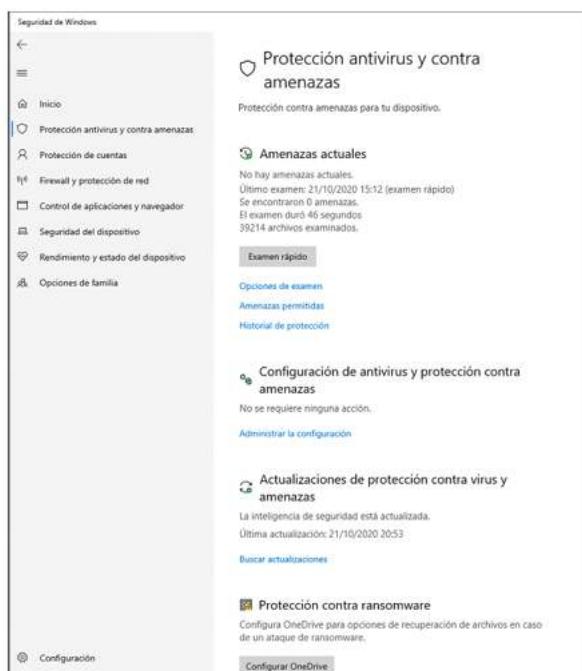 Seguridad de Windows
Inicio
Protección antivirus y contra amenazas
Protección de cuentas
Firewall y protección de red
Control de aplicaciones y navegador
Seguridad del dispositivo
Rendimiento y estado del dispositivo
Opciones de familia
Configuración
Protección antivirus y contra
amenazas
Protección contra amenazas para tu dispositivo.
Amenazas actuales
No hay amenazas actuales.
Último examen: 21/10/2020 15:12 (examen rápido)
Se encontraron 0 amenazas.
El examen duró 46 segundos
39214 archivos examinados.
Examen rápido
Opciones de examen
Amenazas permitidas
Historial de protección
Configuración de antivirus y protección contra
amenazas
No se requiere ninguna acción.
Administrar la configuración
Actualizaciones de protección contra virus y
amenazas
La inteligencia de seguridad está actualizada.
Última actualización: 21/10/2020 20:53
Buscar actualizaciones
Protección contra ransomware
Configura OneDrive para opciones de recuperación de archivos en caso
de un ataque de ransomware.
Configurar OneDrive